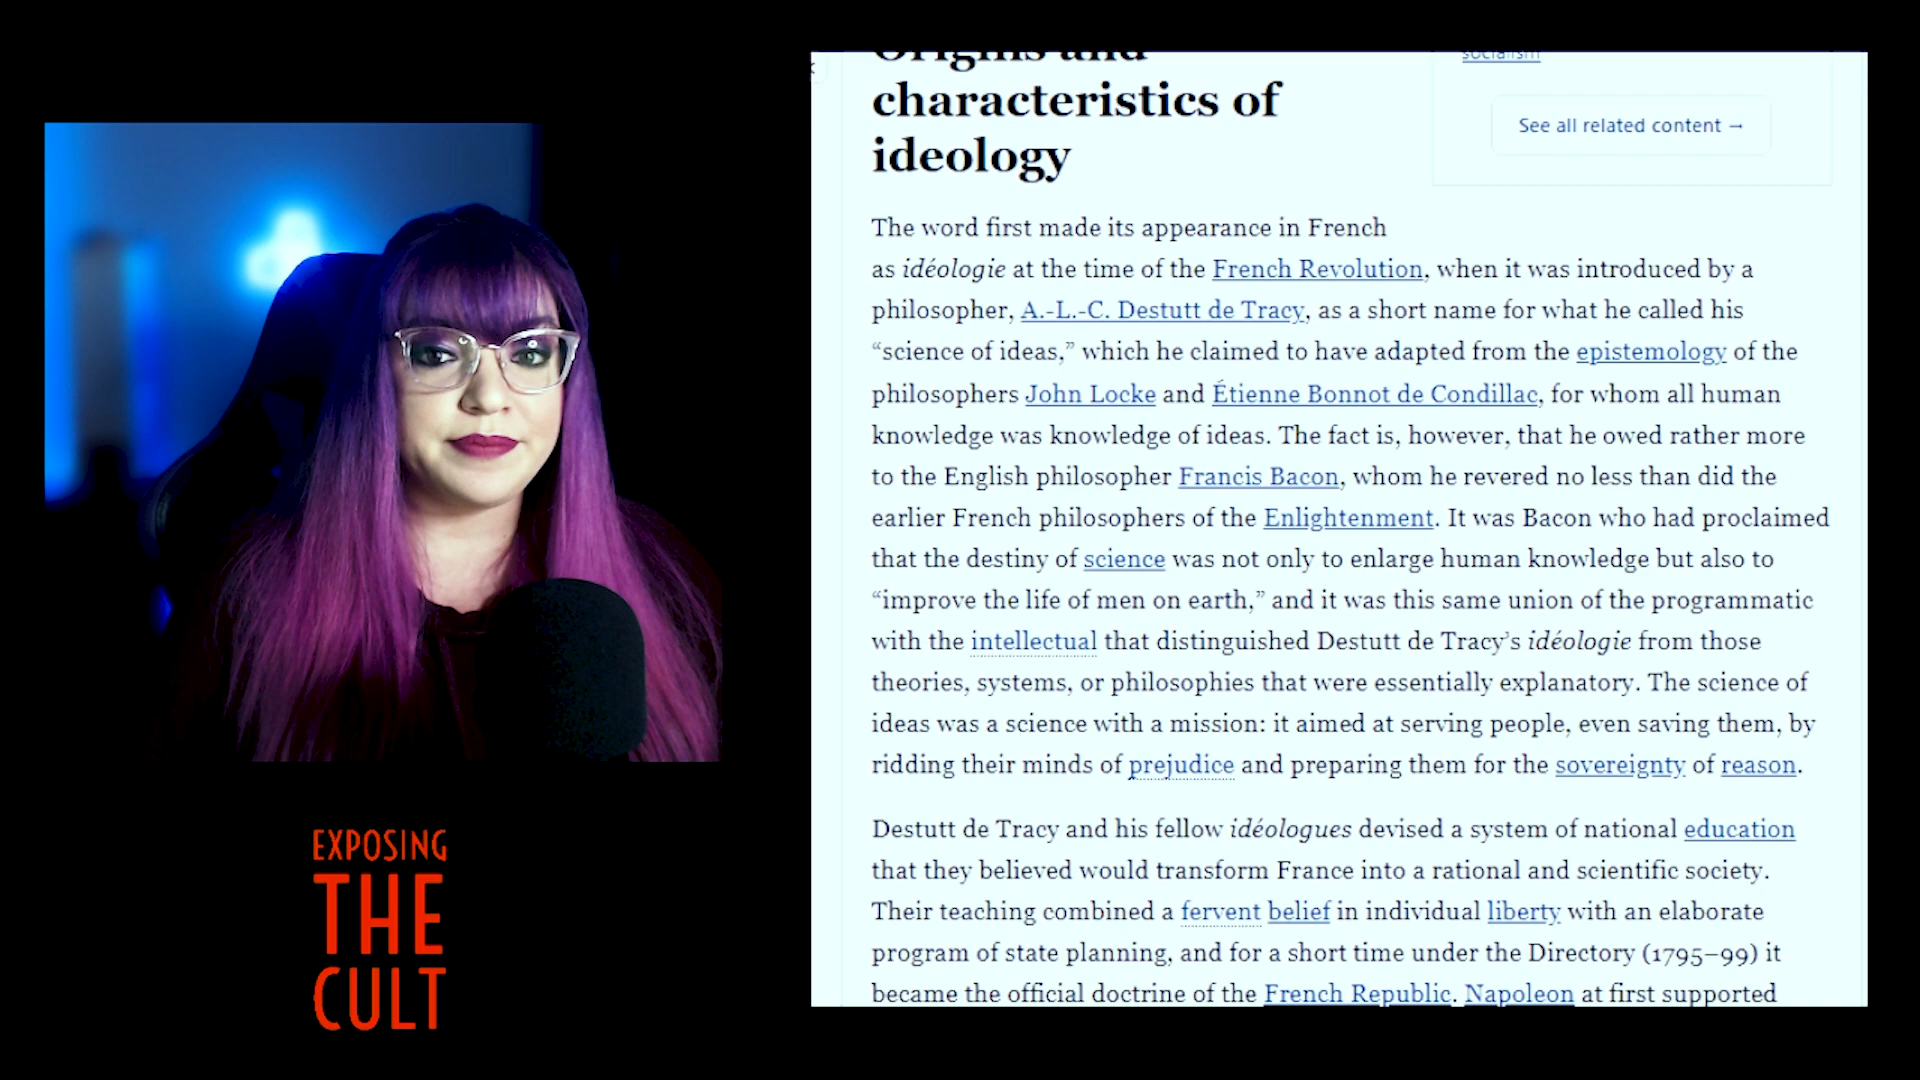 Origins and
characteristics of
ideology
socialism
See all related content →
The word first made its appearance in French
as idéologie at the time of the French Revolution, when it was introduced by a
philosopher, A.-L.-C. Destutt de Tracy, as a short name for what he called his
“science of ideas,” which he claimed to have adapted from the epistemology of the
philosophers John Locke and Étienne Bonnot de Condillac, for whom all human
knowledge was knowledge of ideas. The fact is, however, that he owed rather more
to the English philosopher Francis Bacon, whom he revered no less than did the
earlier French philosophers of the Enlightenment. It was Bacon who had proclaimed
that the destiny of science was not only to enlarge human knowledge but also to
“improve the life of men on earth,” and it was this same union of the programmatic
with the intellectual that distinguished Destutt de Tracy’s idéologie from those
theories, systems, or philosophies that were essentially explanatory. The science of
ideas was a science with a mission: it aimed at serving people, even saving them, by
ridding their minds of prejudice and preparing them for the sovereignty of reason.
Destutt de Tracy and his fellow idéologues devised a system of national education
that they believed would transform France into a rational and scientific society.
Their teaching combined a fervent belief in individual liberty with an elaborate
program of state planning, and for a short time under the Directory (1795–99) it
became the official doctrine of the French Republic. Napoleon at first supported
EXPOSING
THE
CULT